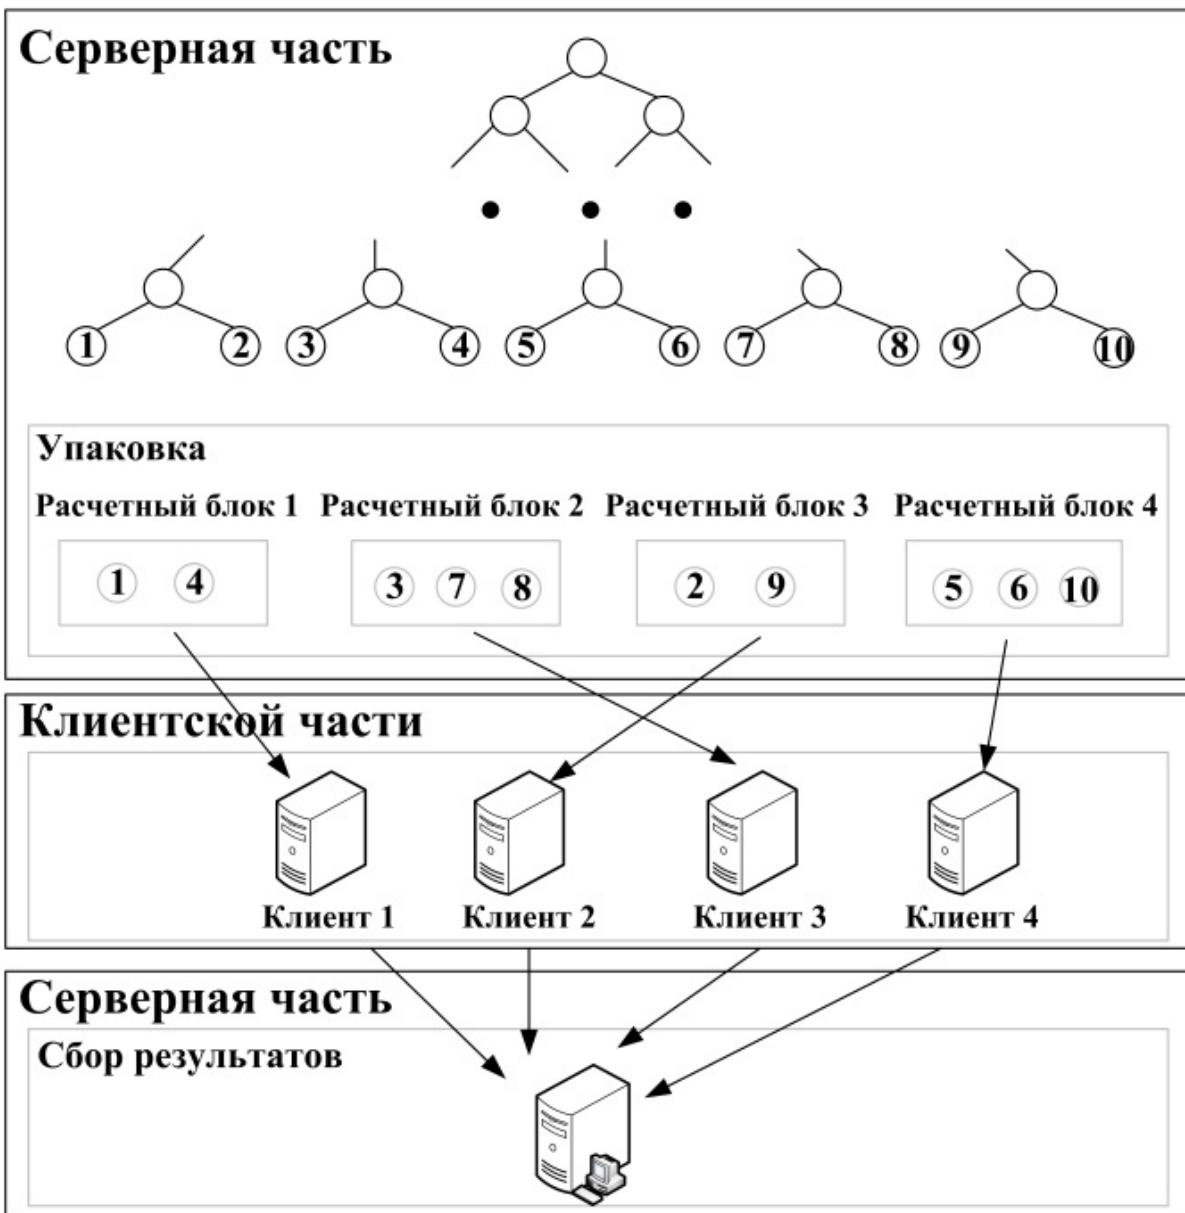 Серверная часть
1 2 3 4 5 6 7 8 9 10
Упаковка
Расчетный блок 1 Расчетный блок 2 Расчетный блок 3 Расчетный блок 4
1 4 3 7 8 2 9 5 6 10
Клиентской части
Клиент 1 Клиент 2 Клиент 3 Клиент 4
Серверная часть
Сбор результатов